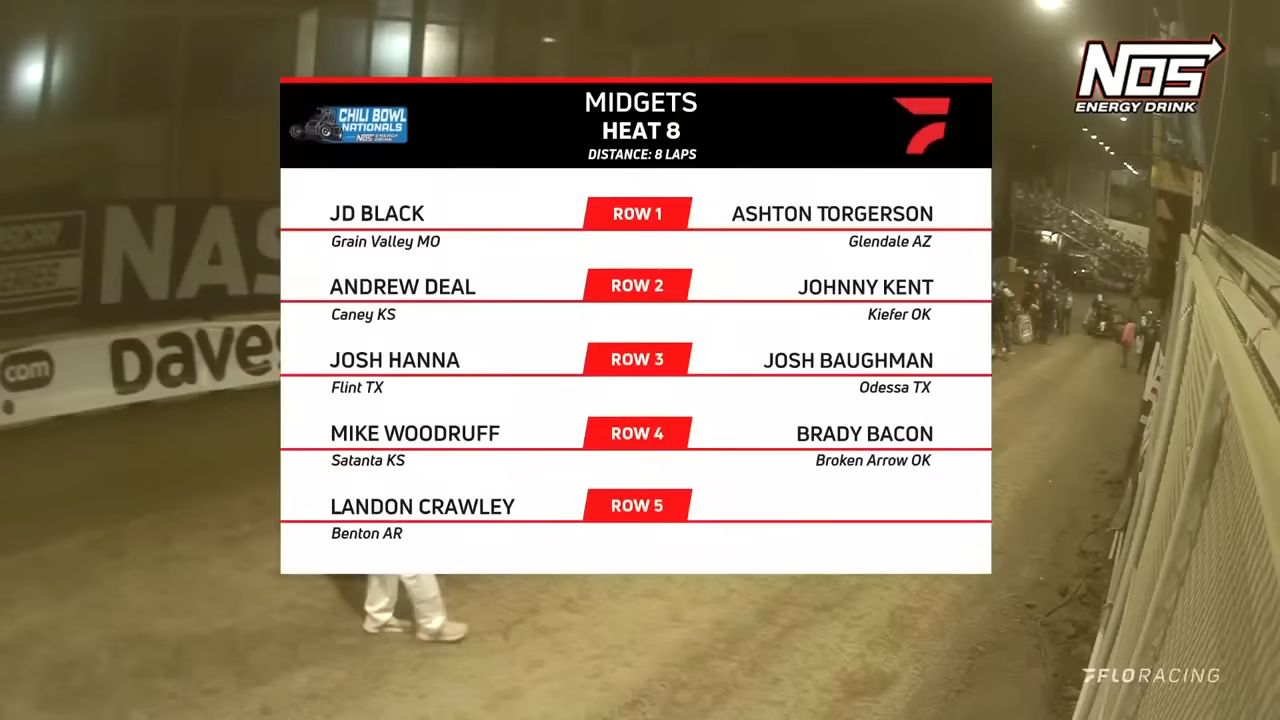 NOS
ENERGY DRINK
CHILI BOWL
NATIONALS
NOS ENERGY DRINK
MIDGETS
HEAT 8
DISTANCE: 8 LAPS
JD BLACK ROW 1 ASHTON TORGERSON
Grain Valley MO Glendale AZ
ANDREW DEAL ROW 2 JOHNNY KENT
Caney KS Kiefer OK
JOSH HANNA ROW 3 JOSH BAUGHMAN
Flint TX Odessa TX
MIKE WOODRUFF ROW 4 BRADY BACON
Satanta KS Broken Arrow OK
LANDON CRAWLEY ROW 5
Benton AR
NAS
com Daves
FLORACING